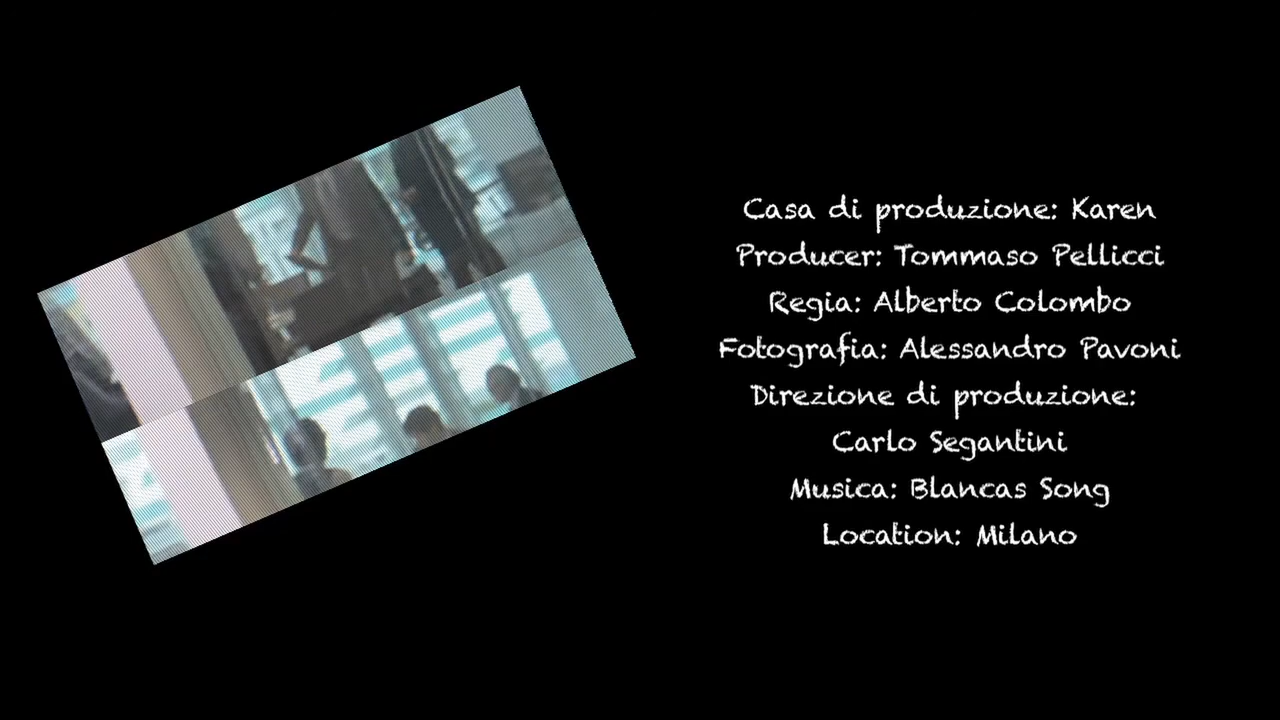 Casa di produzione: Karen
Producer: Tommaso Pellicci
Regia: Alberto Colombo
Fotografia: Alessandro Pavoni
Direzione di produzione:
Carlo Segantini
Musica: Blancas Song
Location: Milano